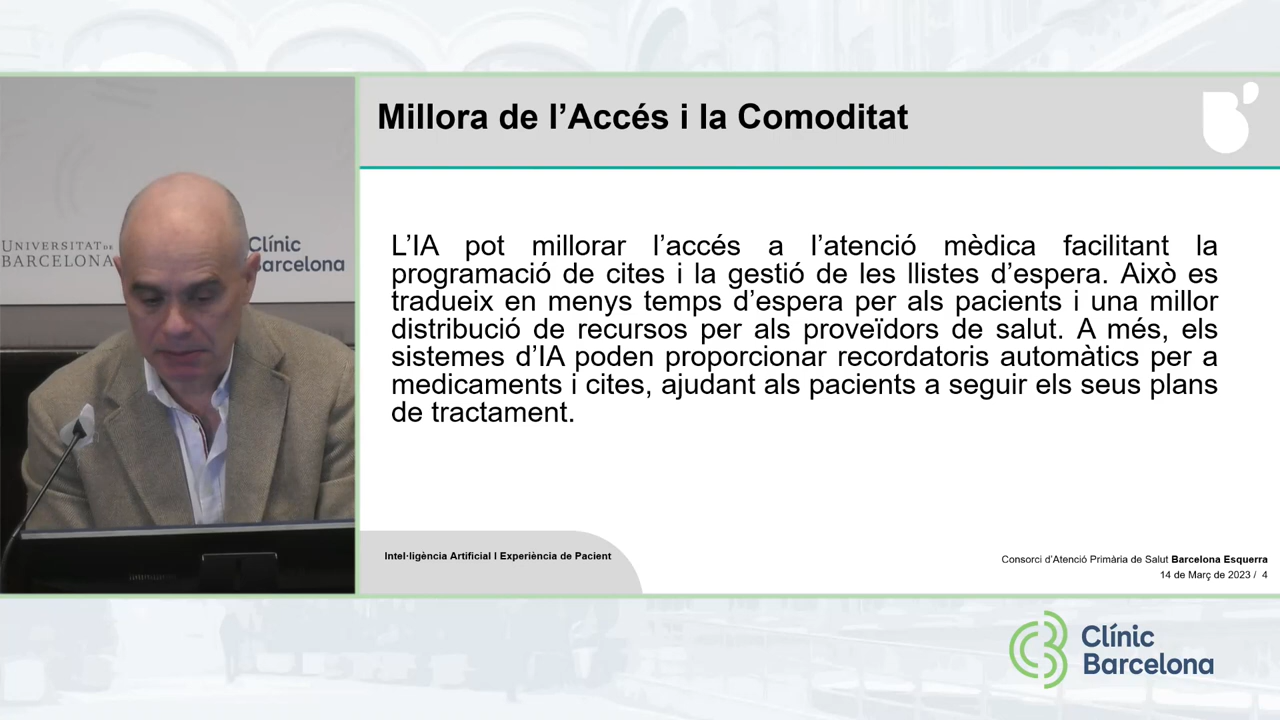 Millora de l’Accés i la Comoditat
UNIVERSITAT DE
BARCELONA
Clínic
Barcelona
L’IA pot millorar l’accés a l’atenció mèdica facilitant la
programació de cites i la gestió de les llistes d’espera. Això es
tradueix en menys temps d’espera per als pacients i una millor
distribució de recursos per als proveïdors de salut. A més, els
sistemes d’IA poden proporcionar recordatoris automàtics per a
medicaments i cites, ajudant als pacients a seguir els seus plans
de tractament.
Intel·ligència Artificial I Experiència de Pacient
Consorci d’Atenció Primària de Salut Barcelona Esquerra
14 de Març de 2023 / 4
Clínic
Barcelona